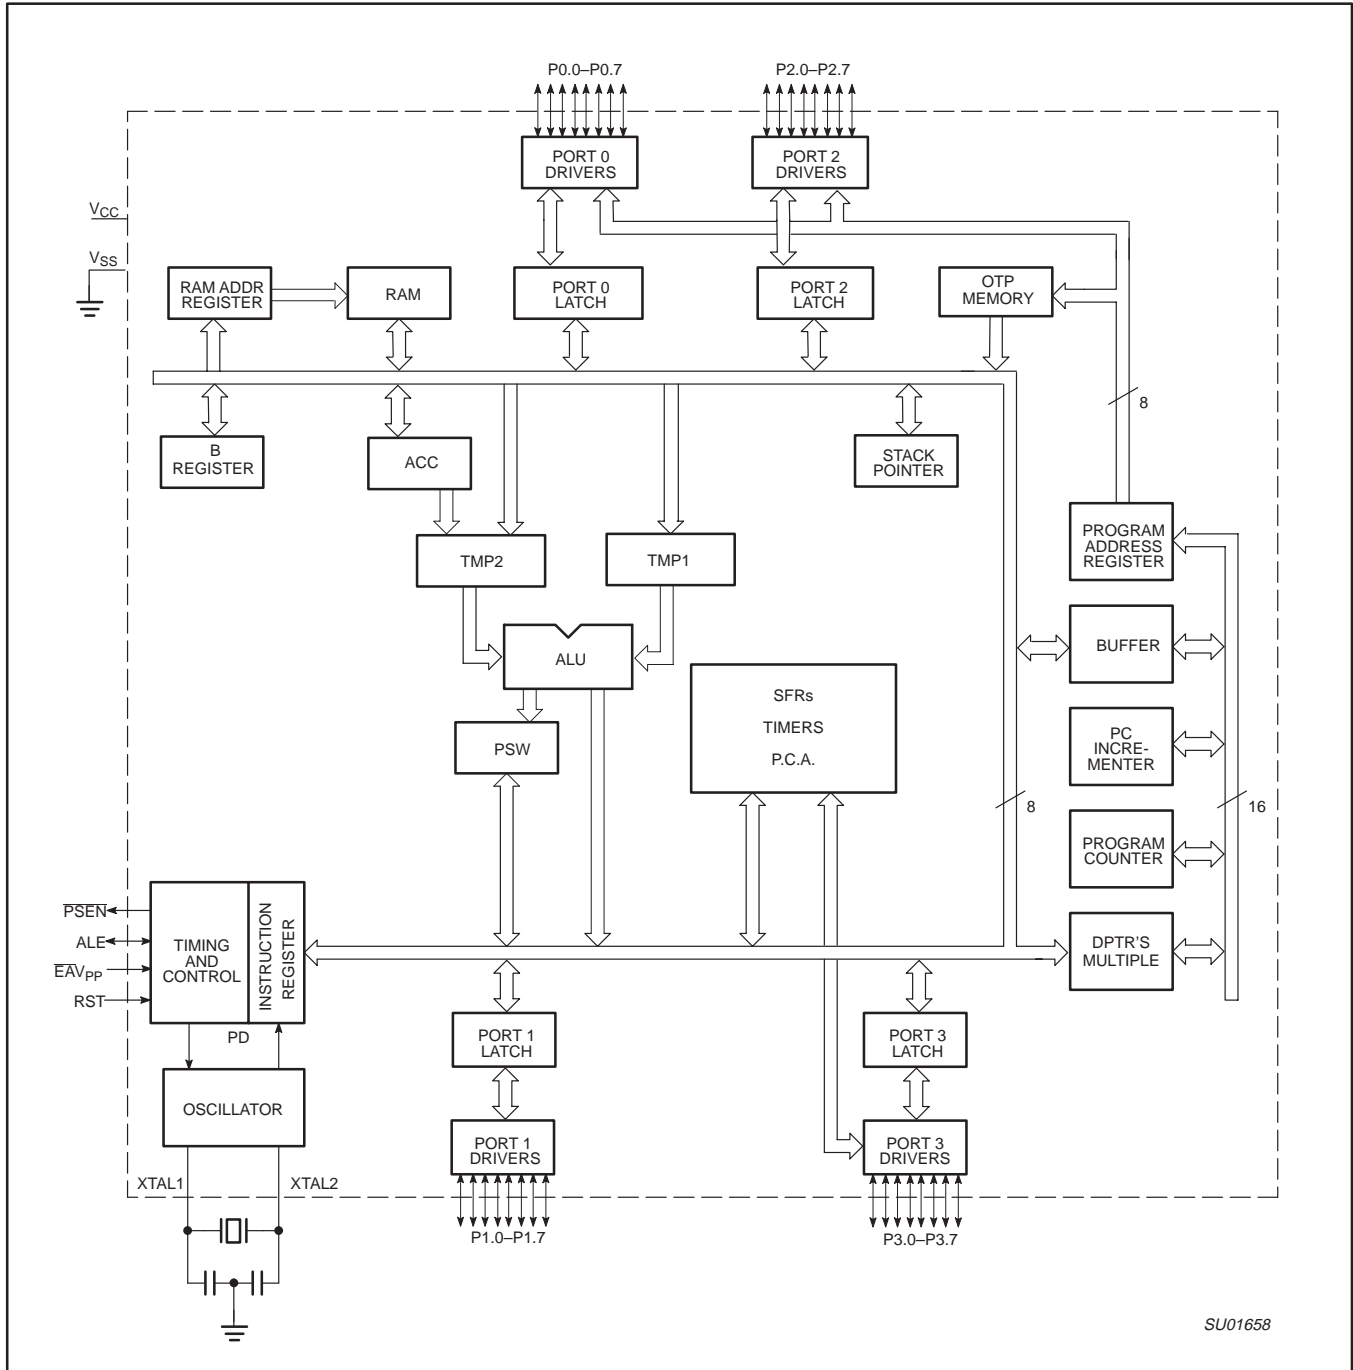 P0.0–P0.7
P2.0–P2.7
PORT 0
DRIVERS
PORT 2
DRIVERS
VCC
VSS
RAM ADDR
REGISTER
RAM
PORT 0
LATCH
PORT 2
LATCH
OTP
MEMORY
8
B
REGISTER
ACC
STACK
POINTER
PROGRAM
ADDRESS
REGISTER
TMP2
TMP1
BUFFER
ALU
SFRs
TIMERS
P.C.A.
PSW
PC
INCRE-
MENTER
8
16
PROGRAM
COUNTER
PSEN
ALE
EAVPP
RST
TIMING
AND
CONTROL
INSTRUCTION
REGISTER
DPTR'S
MULTIPLE
PD
PORT 1
LATCH
PORT 3
LATCH
OSCILLATOR
PORT 1
DRIVERS
PORT 3
DRIVERS
XTAL1
XTAL2
P1.0–P1.7
P3.0–P3.7
SU01658